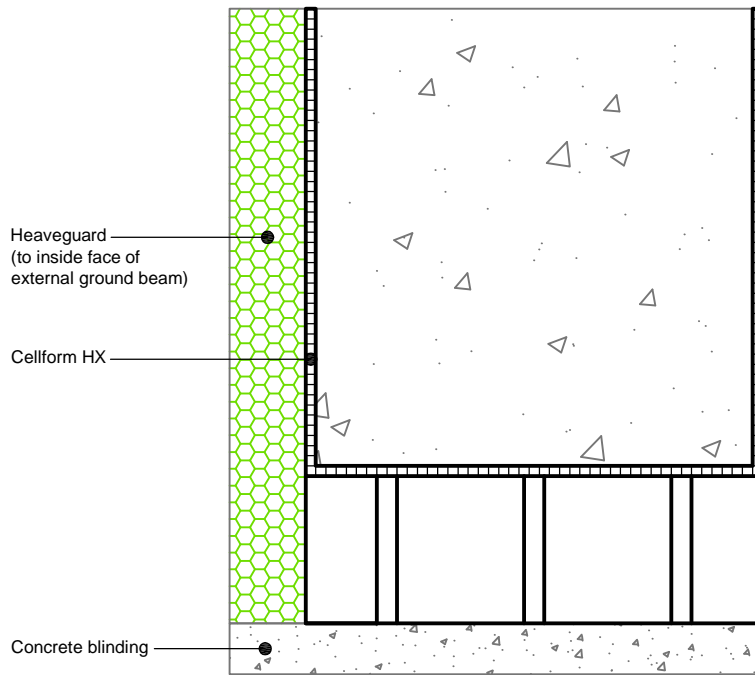 Heaveguard
(to inside face of
external ground beam)
Cellform HX
Concrete blinding